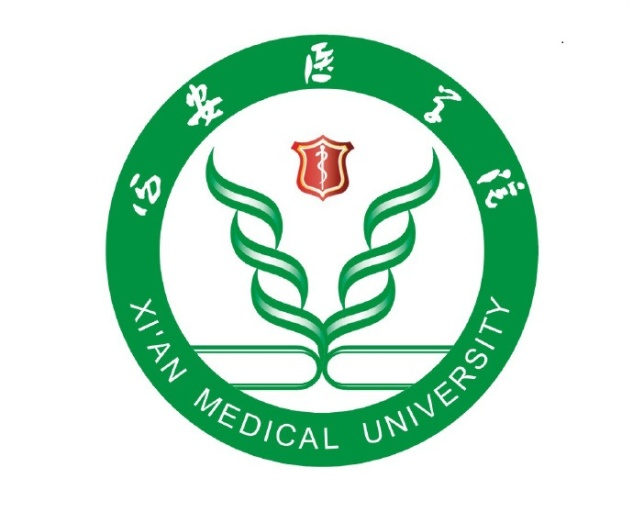 西安医学院
XI'AN MEDICAL UNIVERSITY